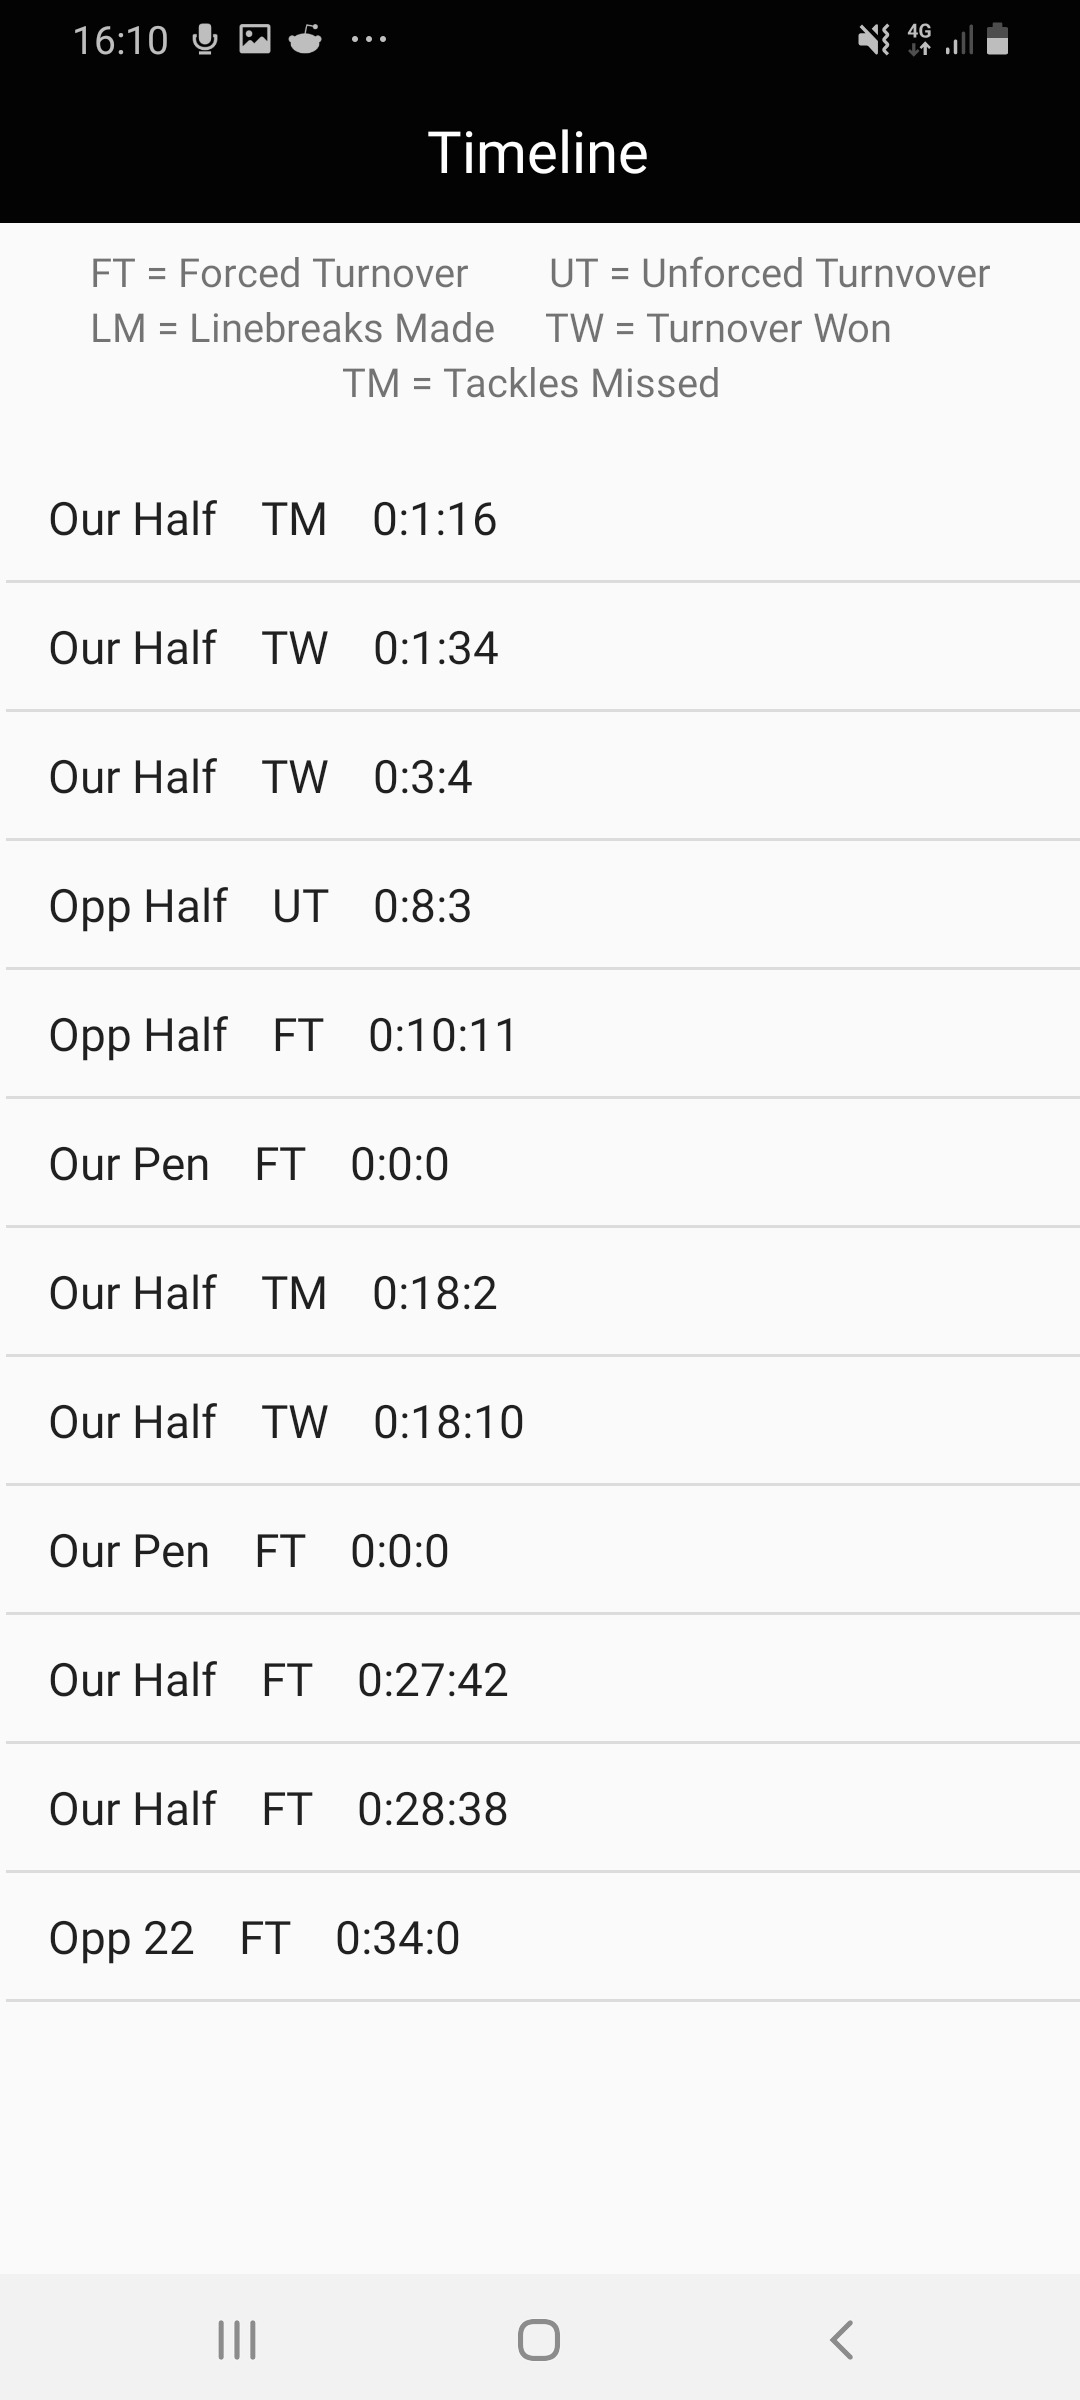 16:10 4G
Timeline
FT = Forced Turnover UT = Unforced Turnvover
LM = Linebreaks Made TW = Turnover Won
TM = Tackles Missed
Our Half TM 0:1:16
Our Half TW 0:1:34
Our Half TW 0:3:4
Opp Half UT 0:8:3
Opp Half FT 0:10:11
Our Pen FT 0:0:0
Our Half TM 0:18:2
Our Half TW 0:18:10
Our Pen FT 0:0:0
Our Half FT 0:27:42
Our Half FT 0:28:38
Opp 22 FT 0:34:0